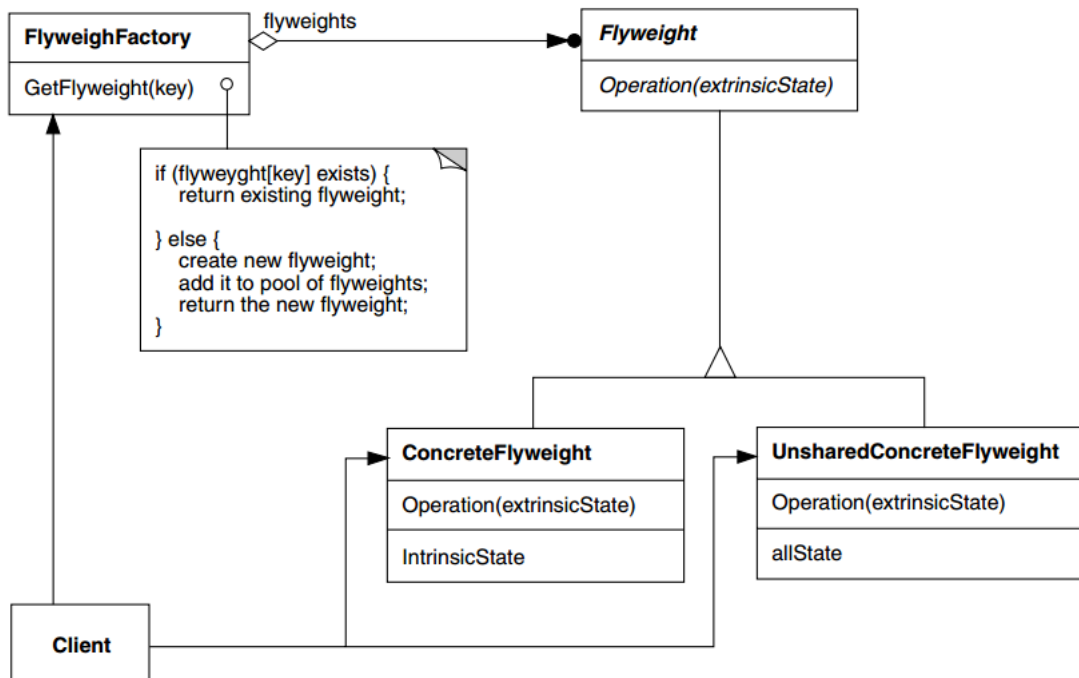 FlyweighFactory
GetFlyweight(key)
flyweights
Flyweight
Operation(extrinsicState)
if (flyweyght[key] exists) {
return existing flyweight;
} else {
create new flyweight;
add it to pool of flyweights;
return the new flyweight;
}
ConcreteFlyweight
Operation(extrinsicState)
IntrinsicState
UnsharedConcreteFlyweight
Operation(extrinsicState)
allState
Client